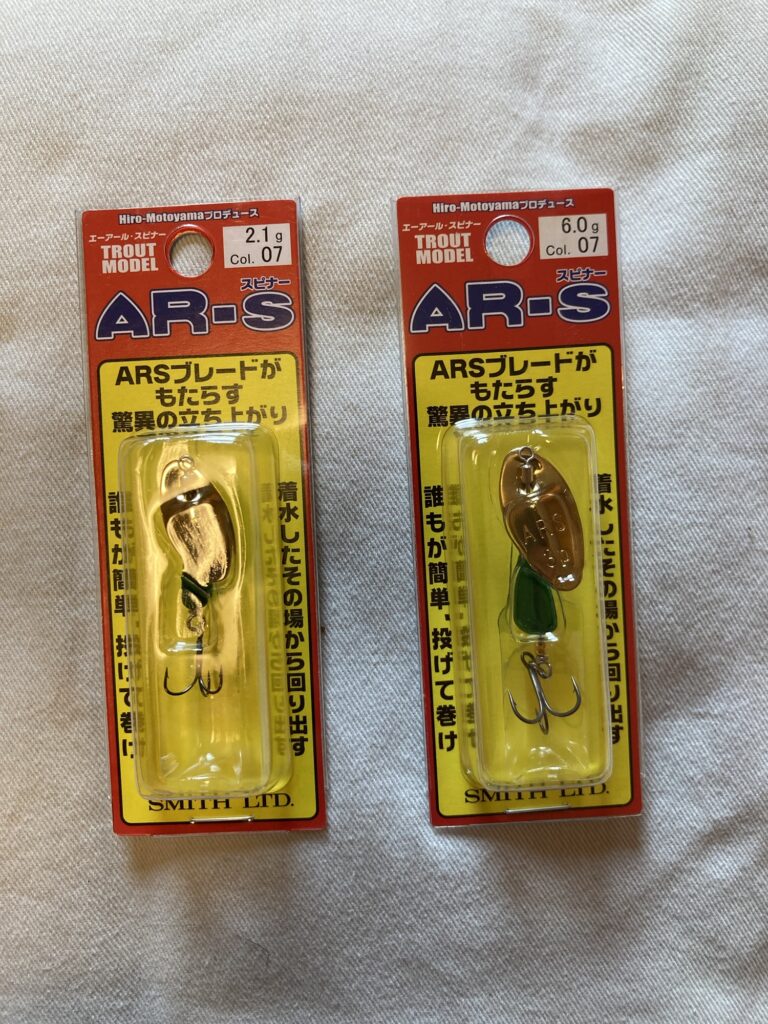 Hiro-Motoyamaプロデュース
エーアール・スピナー
TROUT
MODEL
2.1g
Col. 07
スピナー
AR-S
ARSブレードが
もたらす
驚異の立ち上がり
着水したその場から回り出す
誰もが簡単、投げて巻け
SMITH LTD.
Hiro-Motoyamaプロデュース
エーアール・スピナー
TROUT
MODEL
6.0g
Col. 07
スピナー
AR-S
ARSブレードが
もたらす
驚異の立ち上がり
着水したその場から回り出す
誰もが簡単、投げて巻け
SMITH LTD.